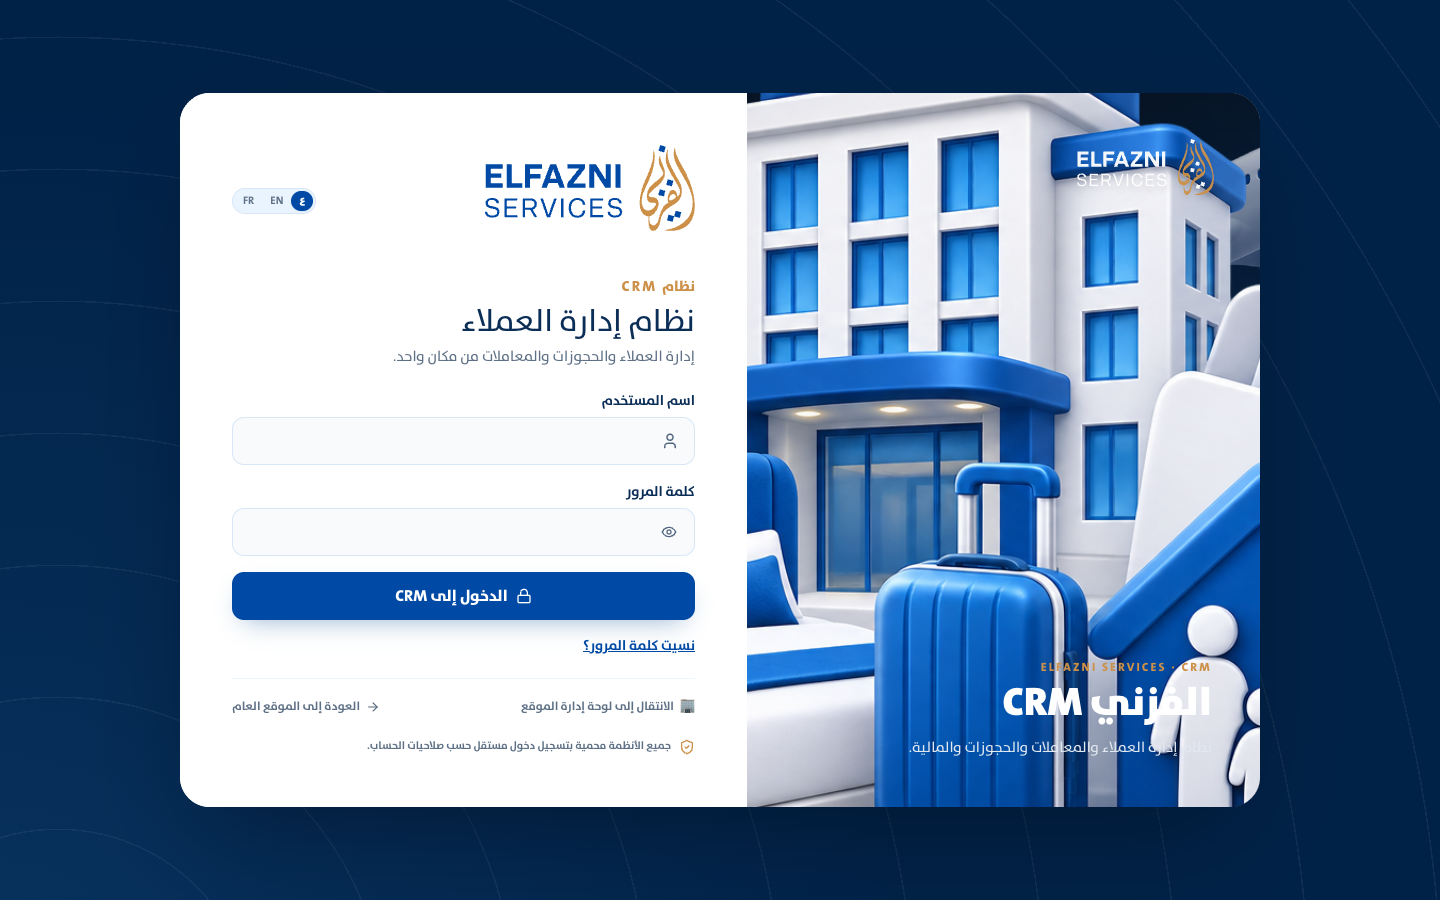 ELFAZNI
SERVICES
ع EN FR
نظام CRM
نظام إدارة العملاء
إدارة العملاء والحجوزات والمعاملات من مكان واحد.
اسم المستخدم
كلمة المرور
الدخول إلى CRM
نسيت كلمة المرور؟
الانتقال إلى لوحة إدارة الموقع
العودة إلى الموقع العام
جميع الأنظمة محمية بتسجيل دخول مستقل حسب صلاحيات الحساب.
ELFAZNI
SERVICES
ELFAZNI SERVICES · CRM
الفزني CRM
نظام إدارة العملاء والمعاملات والحجوزات والمالية.